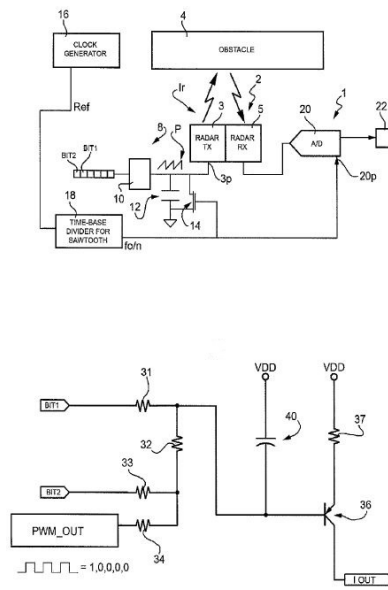 16
4
CLOCK
GENERATOR
OBSTACLE
Ir
2
3
5
1
Ref
8
P
20
22
BIT2
BIT1
RADAR
TX
RADAR
RX
A/D
10
3p
20p
12
14
18
TIME-BASE
DIVIDER FOR
SAWTOOTH
fo/n
31
VDD
VDD
BIT1
32
40
37
33
BIT2
36
PWM_OUT
34
= 1,0,0,0,0
I OUT